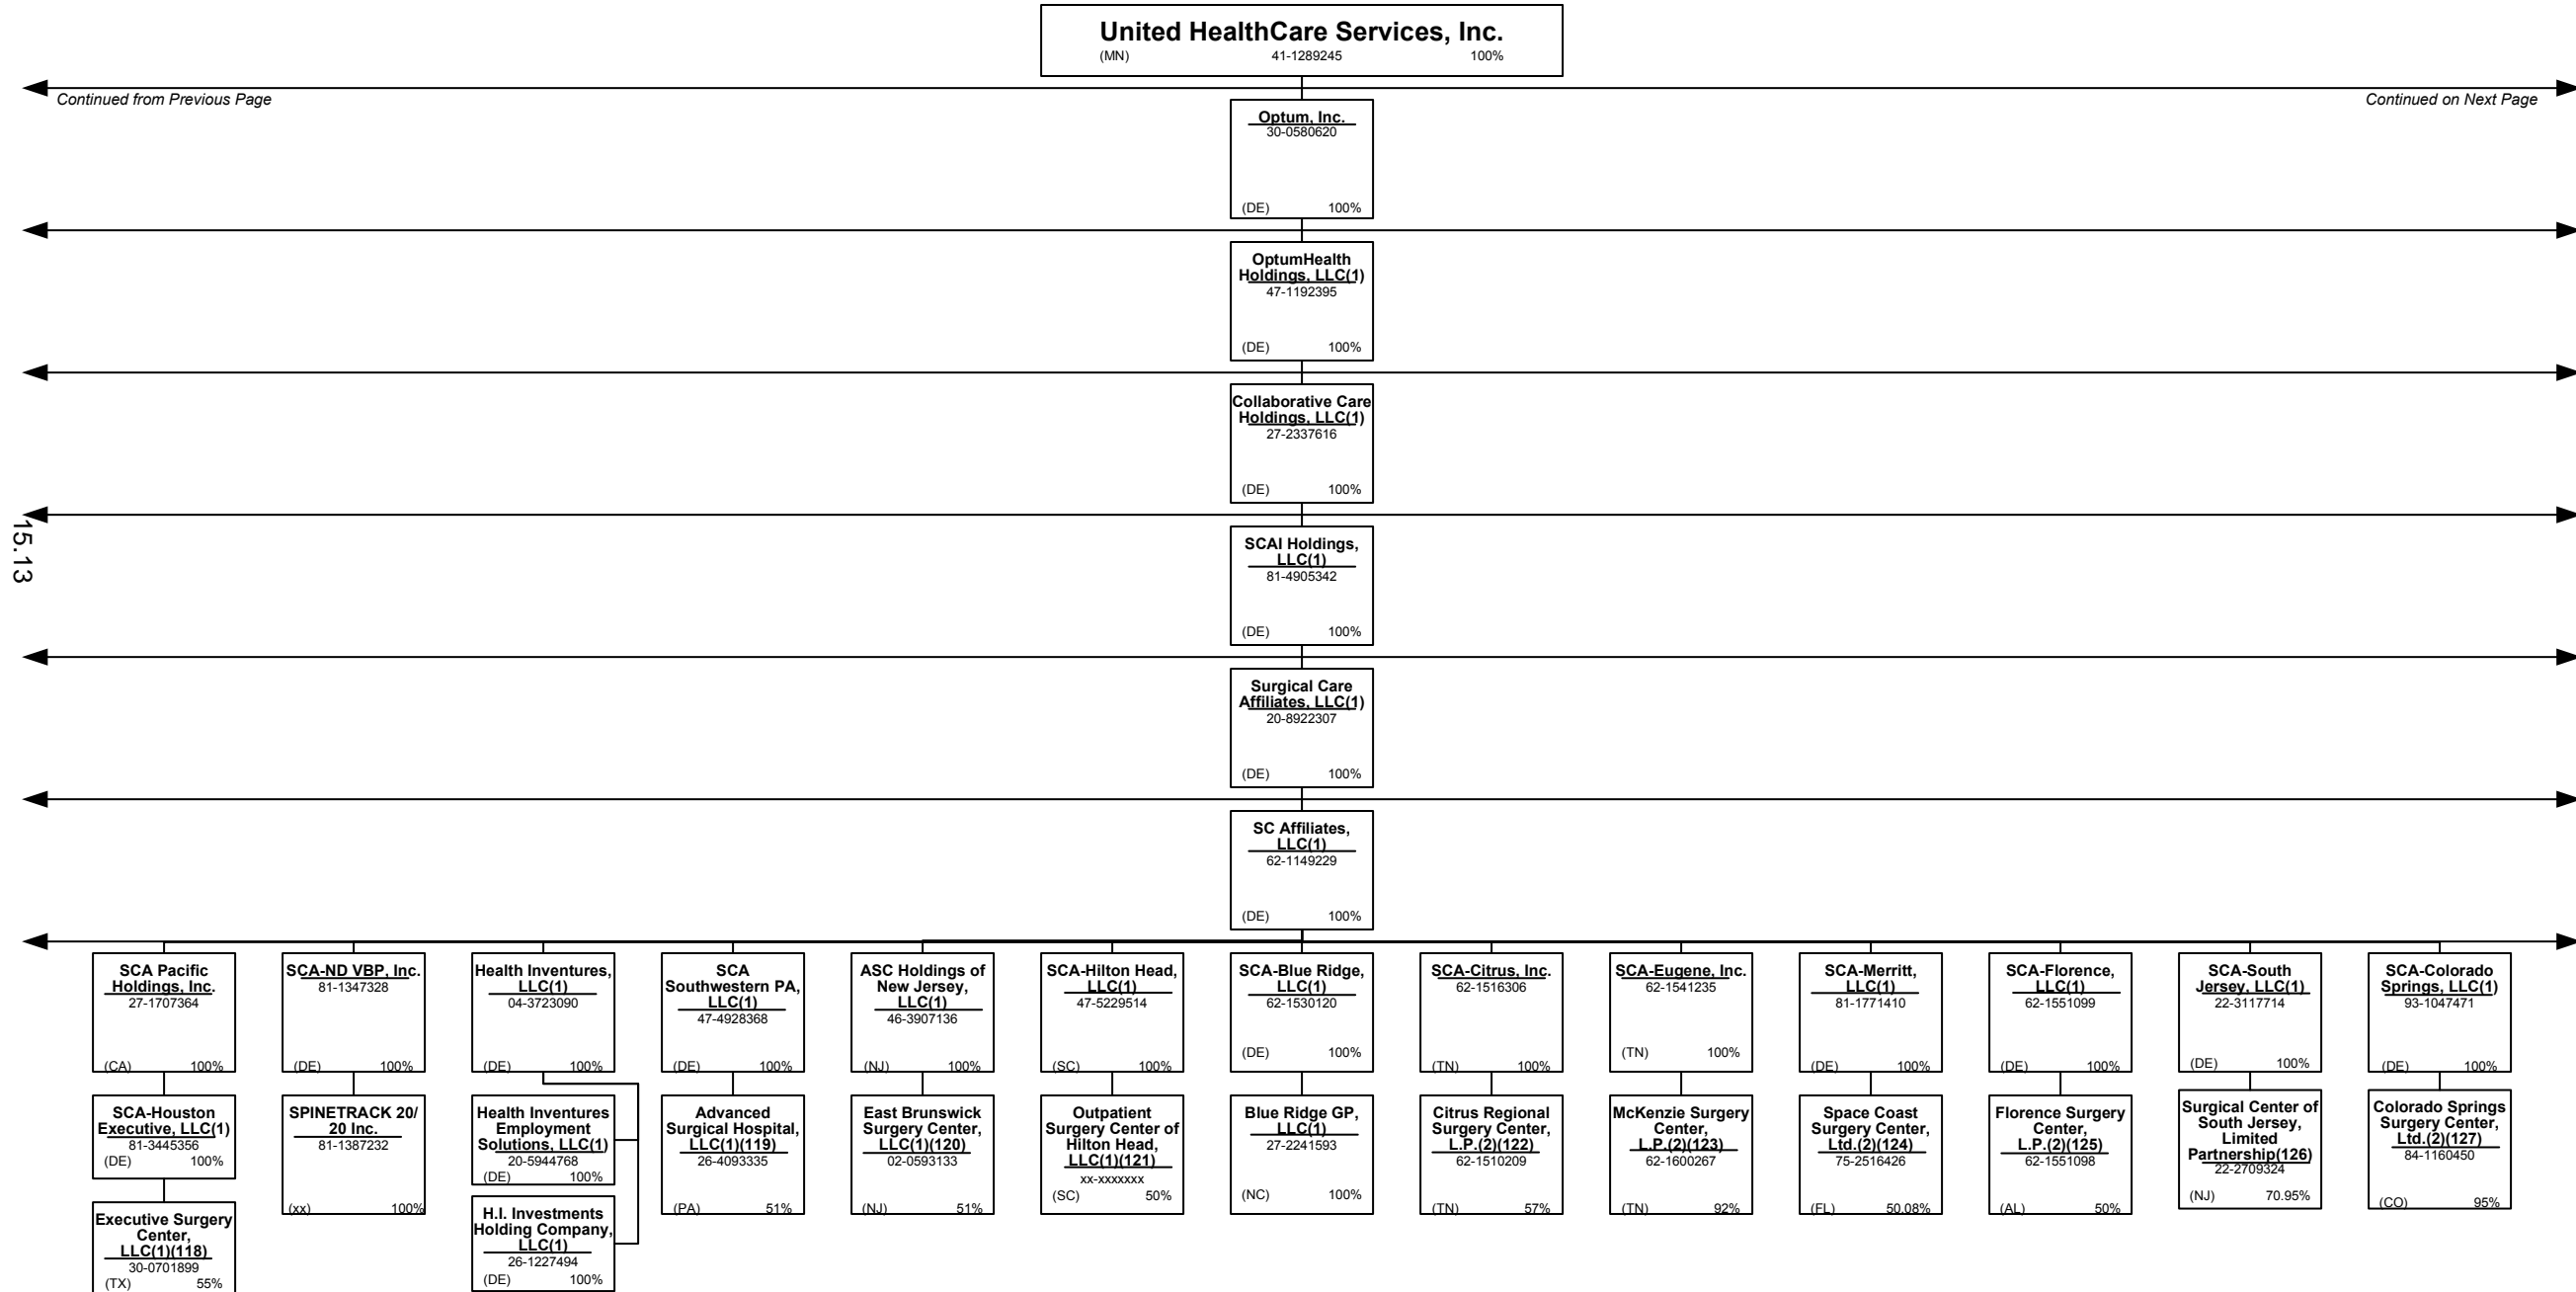 United HealthCare Services, Inc.
(MN) 41-1289245 100%
Continued from Previous Page
Continued on Next Page
Optum, Inc.
30-0580620
(DE) 100%
OptumHealth
Holdings, LLC(1)
47-1192395
(DE) 100%
Collaborative Care
Holdings, LLC(1)
27-2337616
(DE) 100%
15.13
SCAI Holdings,
LLC(1)
81-4905342
(DE) 100%
Surgical Care
Affiliates, LLC(1)
20-8922307
(DE) 100%
SC Affiliates,
LLC(1)
62-1149229
(DE) 100%
SCA Pacific
Holdings, Inc.
27-1707364
(CA) 100%
SCA-ND VBP, Inc.
81-1347328
(DE) 100%
Health Inventures,
LLC(1)
04-3723090
(DE) 100%
SCA
Southwestern PA,
LLC(1)
47-4928368
(DE) 100%
ASC Holdings of
New Jersey,
LLC(1)
46-3907136
(NJ) 100%
SCA-Hilton Head,
LLC(1)
47-5229514
(SC) 100%
SCA-Blue Ridge,
LLC(1)
62-1530120
(DE) 100%
SCA-Citrus, Inc.
62-1516306
(TN) 100%
SCA-Eugene, Inc.
62-1541235
(TN) 100%
SCA-Merritt,
LLC(1)
81-1771410
(DE) 100%
SCA-Florence,
LLC(1)
62-1551099
(DE) 100%
SCA-South
Jersey, LLC(1)
22-3117714
(DE) 100%
SCA-Colorado
Springs, LLC(1)
93-1047471
(DE) 100%
SCA-Houston
Executive, LLC(1)
81-3445356
(DE) 100%
SPINETRACK 20/
20 Inc.
81-1387232
(xx) 100%
Health Inventures
Employment
Solutions, LLC(1)
20-5944768
(DE) 100%
Advanced
Surgical Hospital,
LLC(1)(119)
26-4093335
(PA) 51%
East Brunswick
Surgery Center,
LLC(1)(120)
02-0593133
(NJ) 51%
Outpatient
Surgery Center of
Hilton Head,
LLC(1)(121)
xx-xxxxxxx
(SC) 50%
Blue Ridge GP,
LLC(1)
27-2241593
(NC) 100%
Citrus Regional
Surgery Center,
L.P.(2)(122)
62-1510209
(TN) 57%
McKenzie Surgery
Center,
L.P.(2)(123)
62-1600267
(TN) 92%
Space Coast
Surgery Center,
Ltd.(2)(124)
75-2516426
(FL) 50.08%
Florence Surgery
Center,
L.P.(2)(125)
62-1551098
(AL) 50%
Surgical Center of
South Jersey,
Limited
Partnership(126)
22-2709324
(NJ) 70.95%
Colorado Springs
Surgery Center,
Ltd.(2)(127)
84-1160450
(CO) 95%
Executive Surgery
Center,
LLC(1)(118)
30-0701899
(TX) 55%
H.I. Investments
Holding Company,
LLC(1)
26-1227494
(DE) 100%